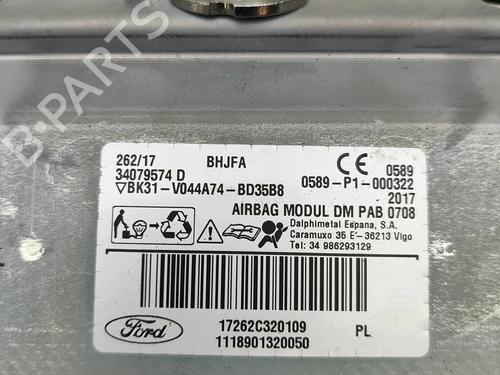 B-PARTS
262/17 BHJFA CE 0589
34079574 D 0589-P1-000322
▽BK31-V044A74-BD35B8 2017
AIRBAG MODUL DM PAB 0708
Dalphimetal Espana, S.A.
Caramuxo 35 E-36213 Vigo
Tel: 34 986293129
Ford 17262C320109 PL
1118901320050